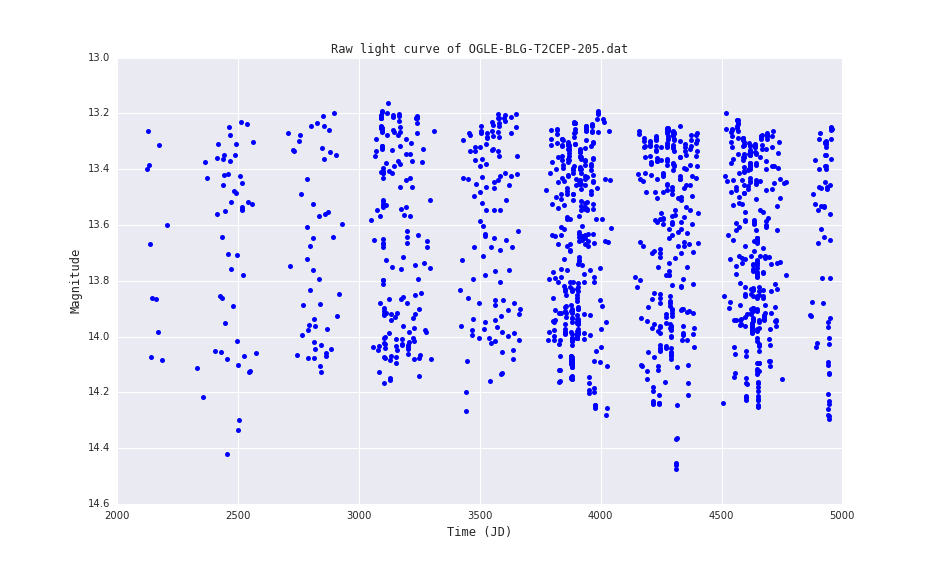 Raw light curve of OGLE-BLG-T2CEP-205.dat
13.0
13.2
13.4
13.6
13.8
14.0
14.2
14.4
14.6
Magnitude
2000 2500 3000 3500 4000 4500 5000
Time (JD)